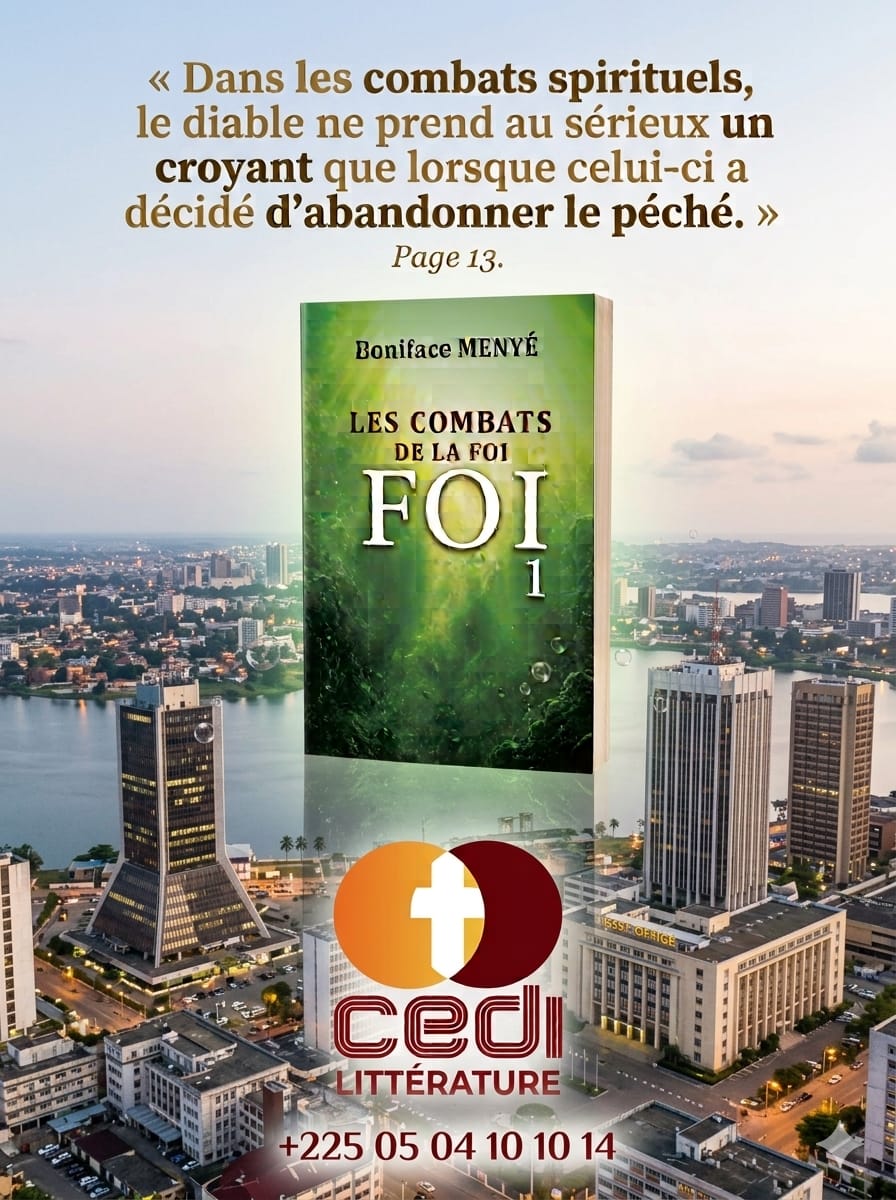 « Dans les combats spirituels,
le diable ne prend au sérieux un
croyant que lorsque celui-ci a
décidé d’abandonner le péché. »
Page 13.
Boniface MENYÉ
LES COMBATS
DE LA FOI
FOI
1
cedi
LITTÉRATURE
+225 05 04 10 10 14